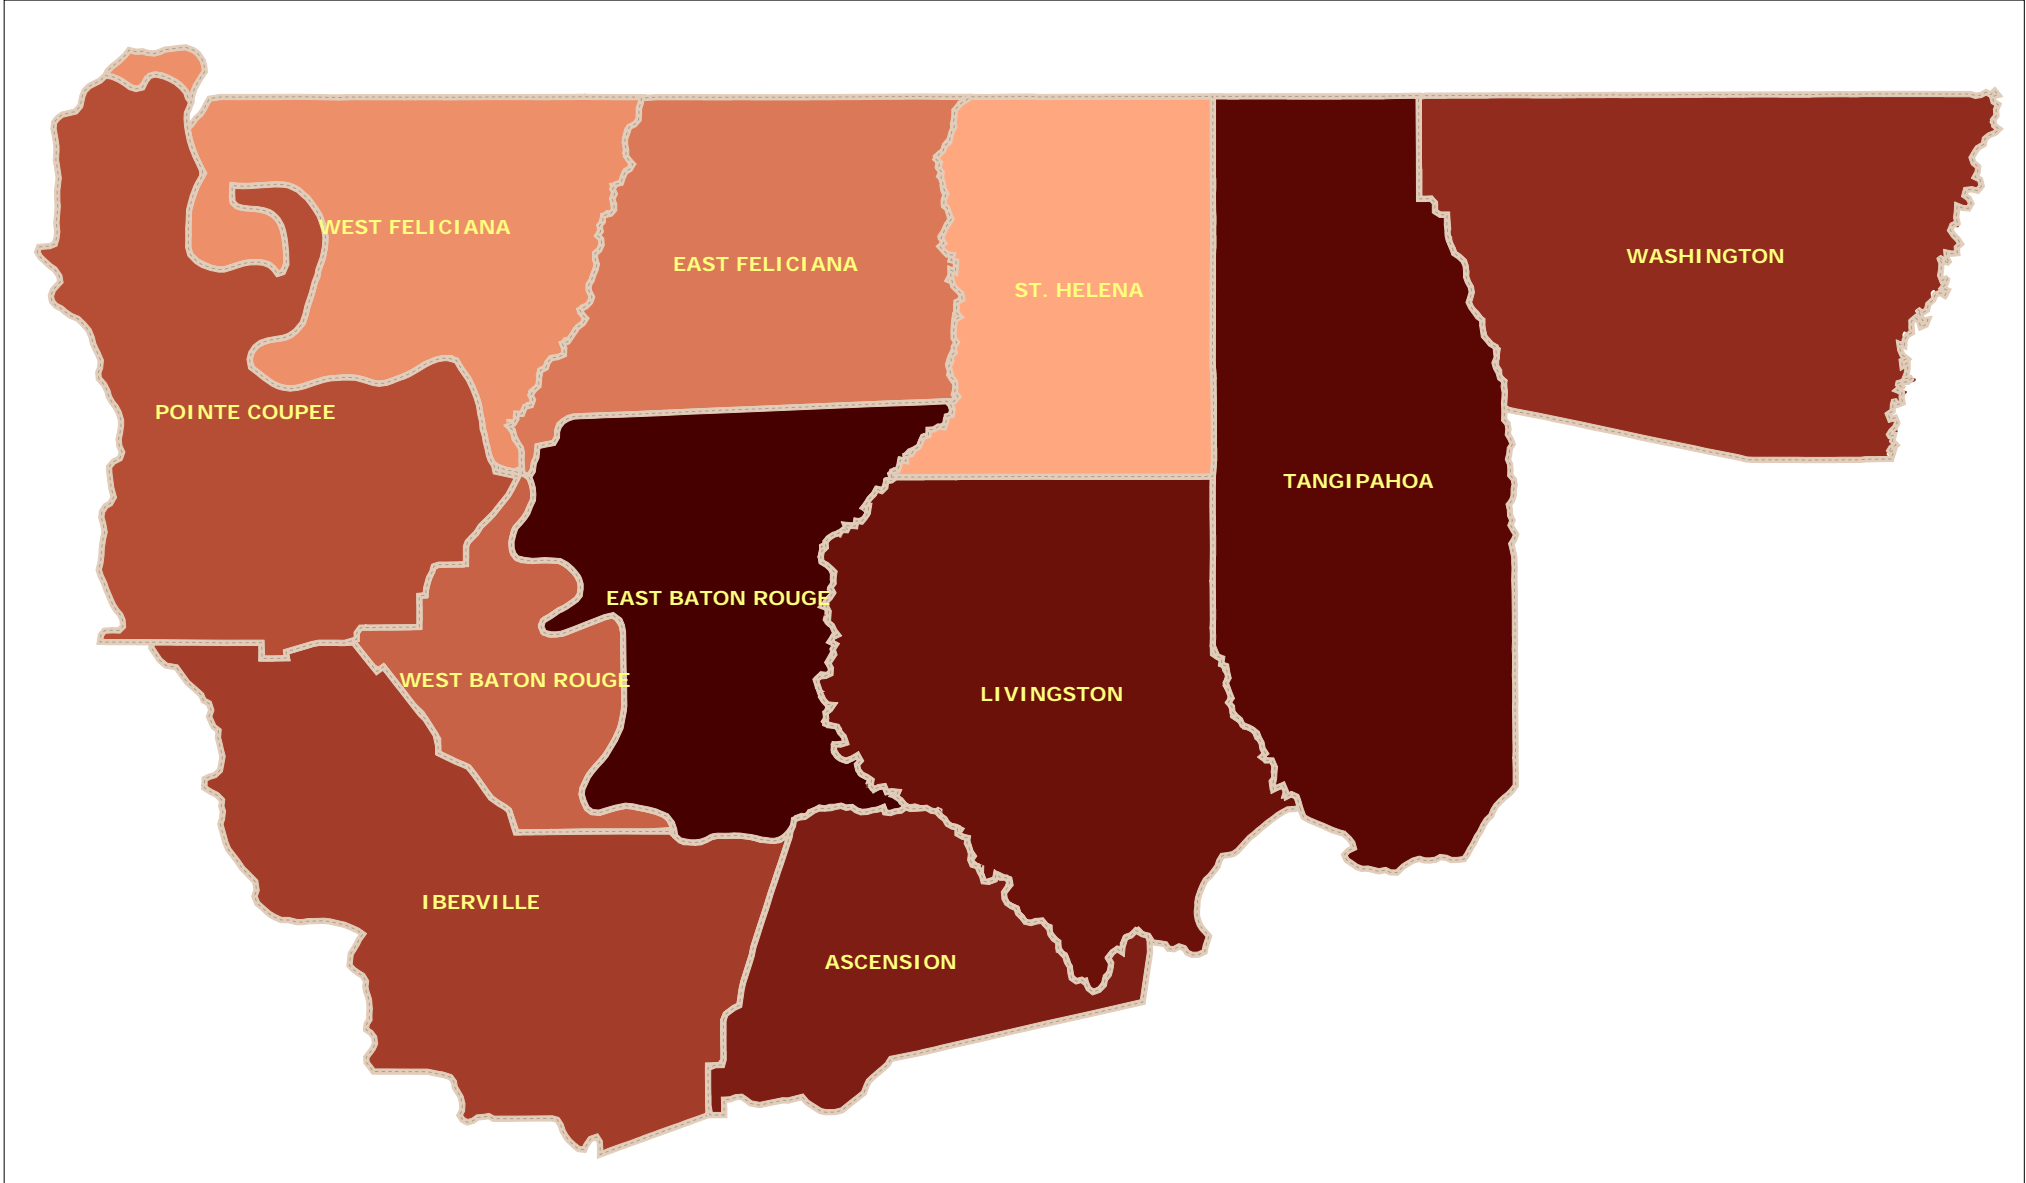 WEST FELICIANA
WASHINGTON
EAST FELICIANA
ST. HELENA
POINTE COUPEE
TANGIPAHOA
EAST BATON ROUGE
WEST BATON ROUGE
LIVINGSTON
IBERVILLE
ASCENSION